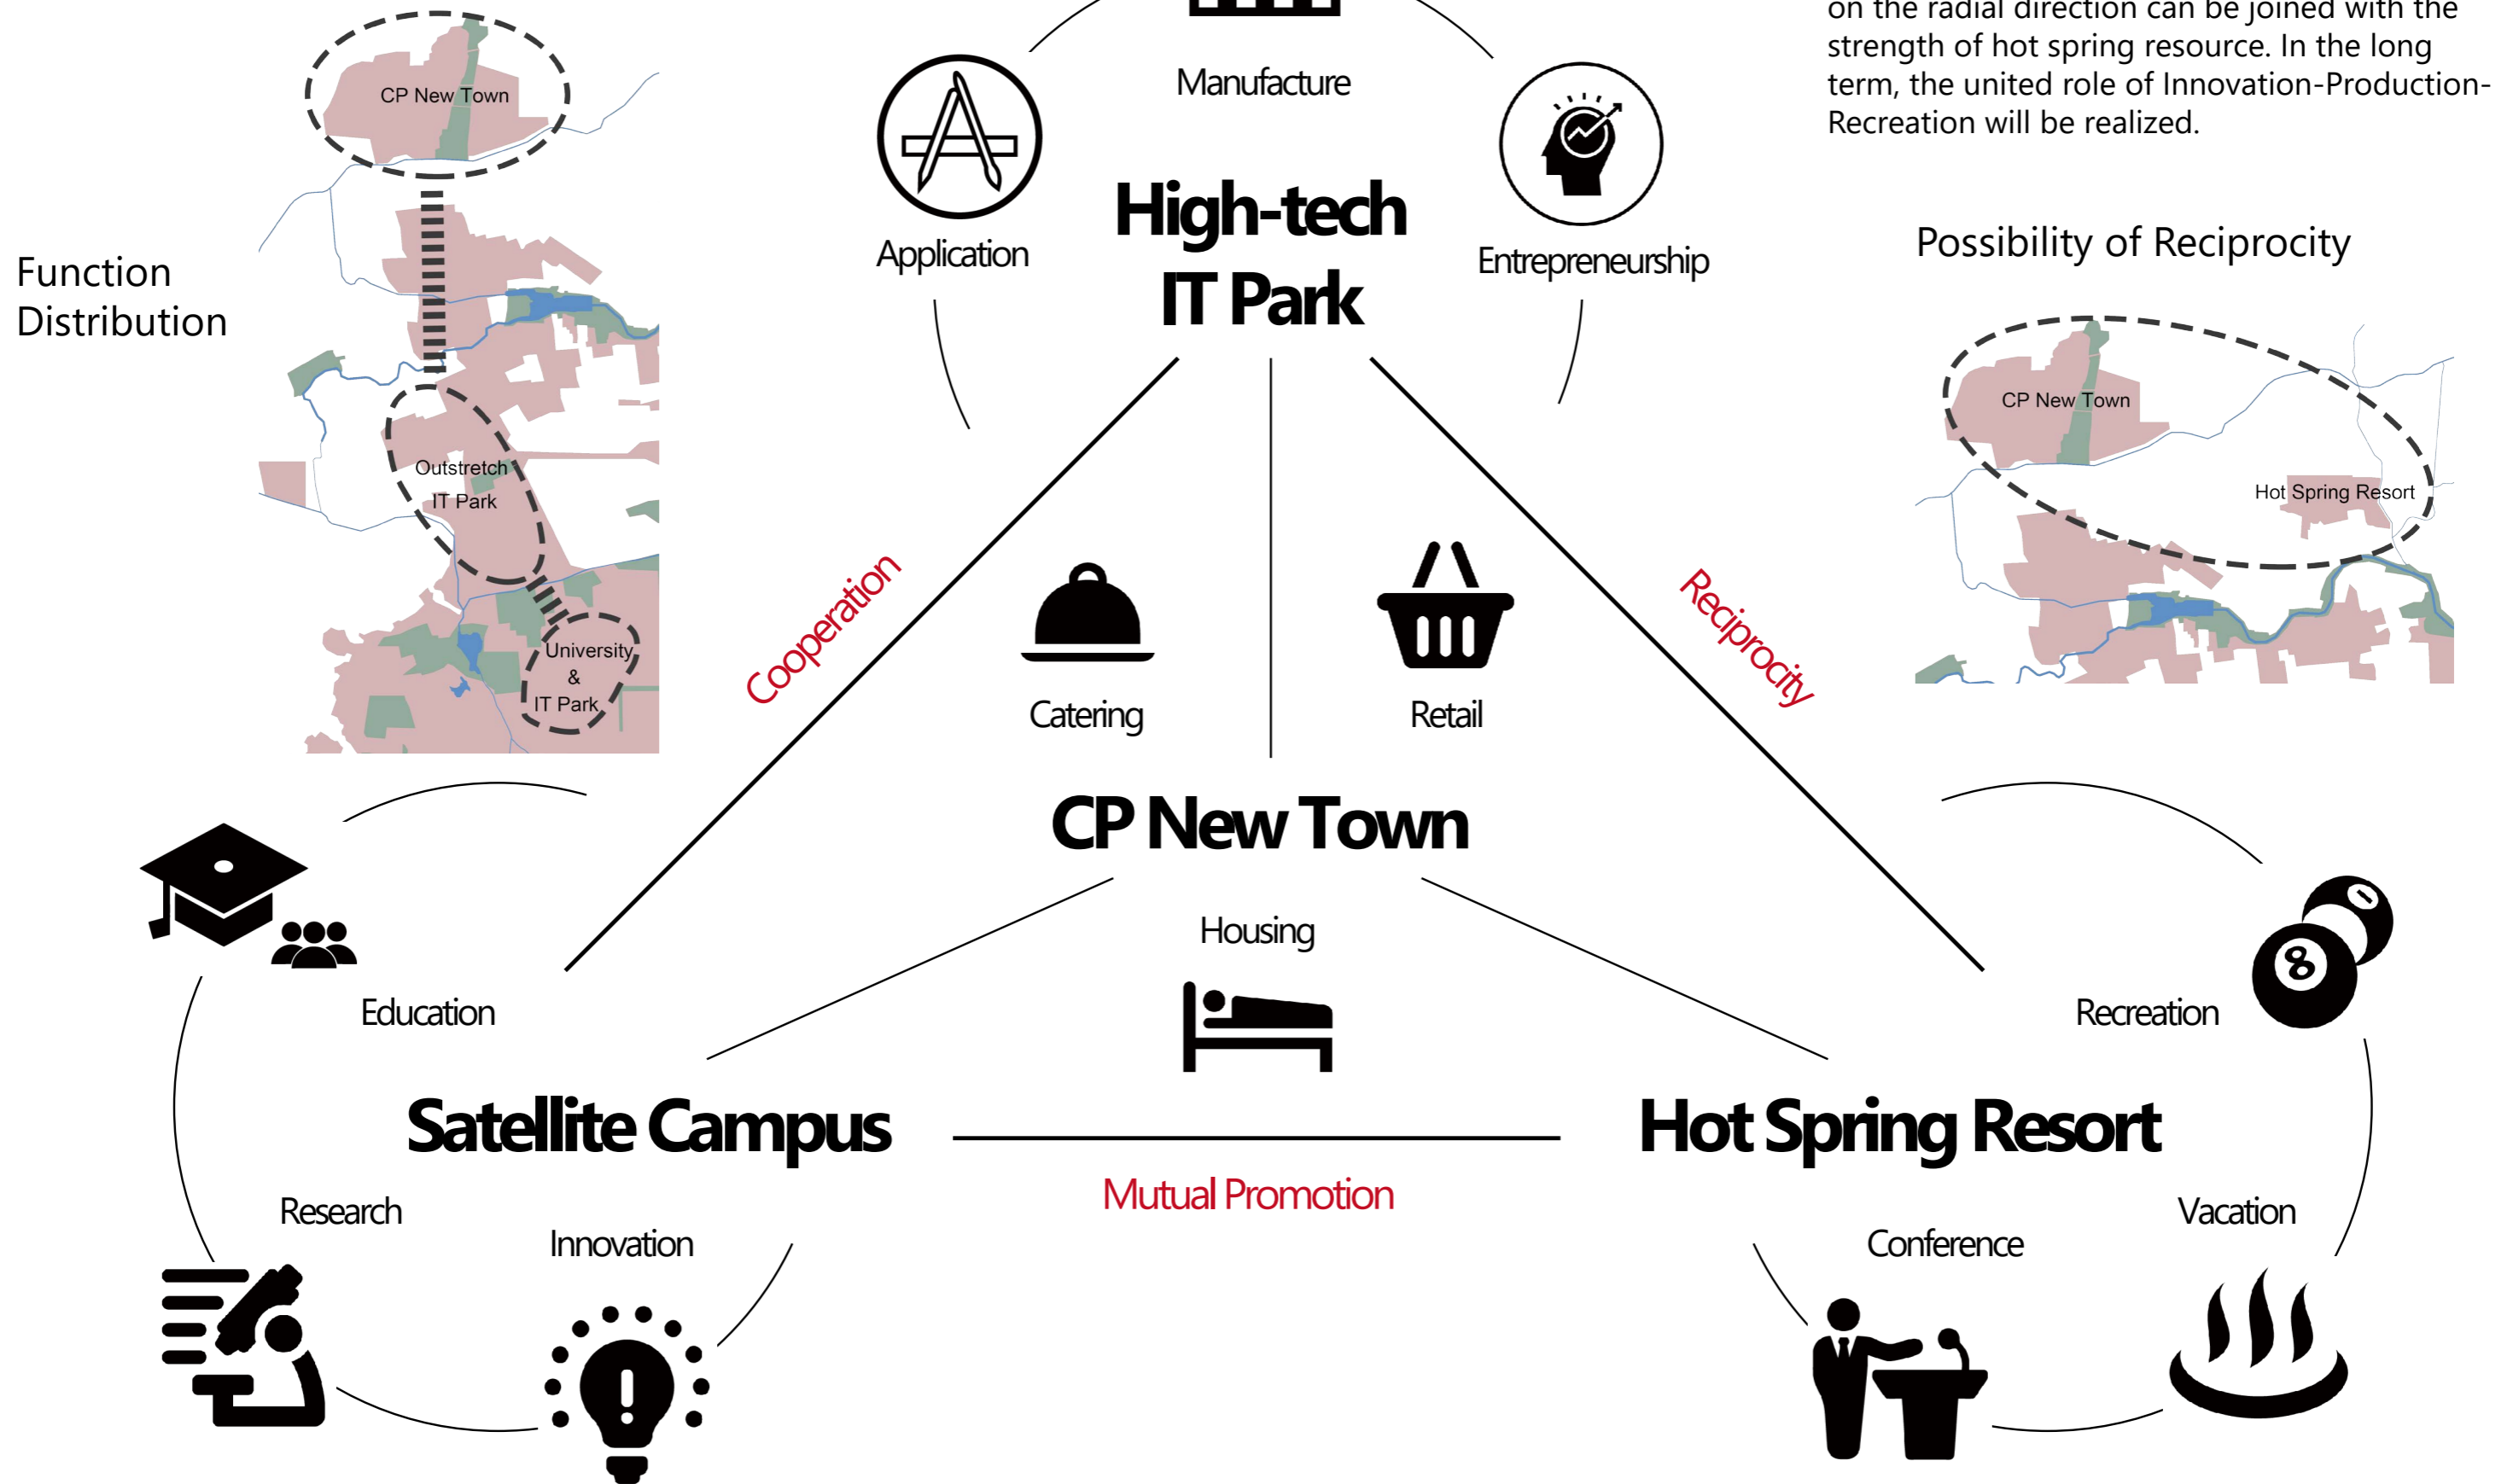 on the radial direction can be joined with the
strength of hot spring resource. In the long
term, the united role of Innovation-Production-
Recreation will be realized.
Function
Distribution
CP New Town
Outstretch
IT Park
University
&
IT Park
Manufacture
Application
Entrepreneurship
High-tech
IT Park
Possibility of Reciprocity
CP New Town
Hot Spring Resort
Cooperation
Reciprocity
Catering
Retail
CP New Town
Housing
Education
Recreation
8
Satellite Campus
Hot Spring Resort
Mutual Promotion
Research
Innovation
Conference
Vacation